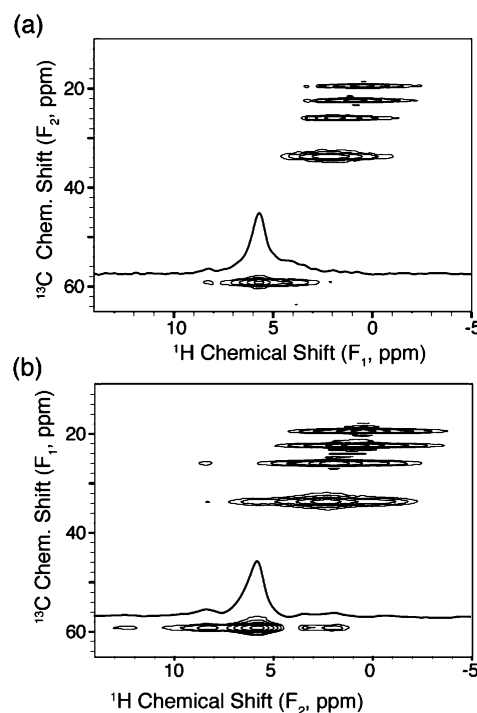 (a)
20
40
60
¹³C Chem. Shift (F₂, ppm)
10 5 0 -5
¹H Chemical Shift (F₁, ppm)
(b)
20
40
60
¹³C Chem. Shift (F₁, ppm)
10 5 0 -5
¹H Chemical Shift (F₂, ppm)